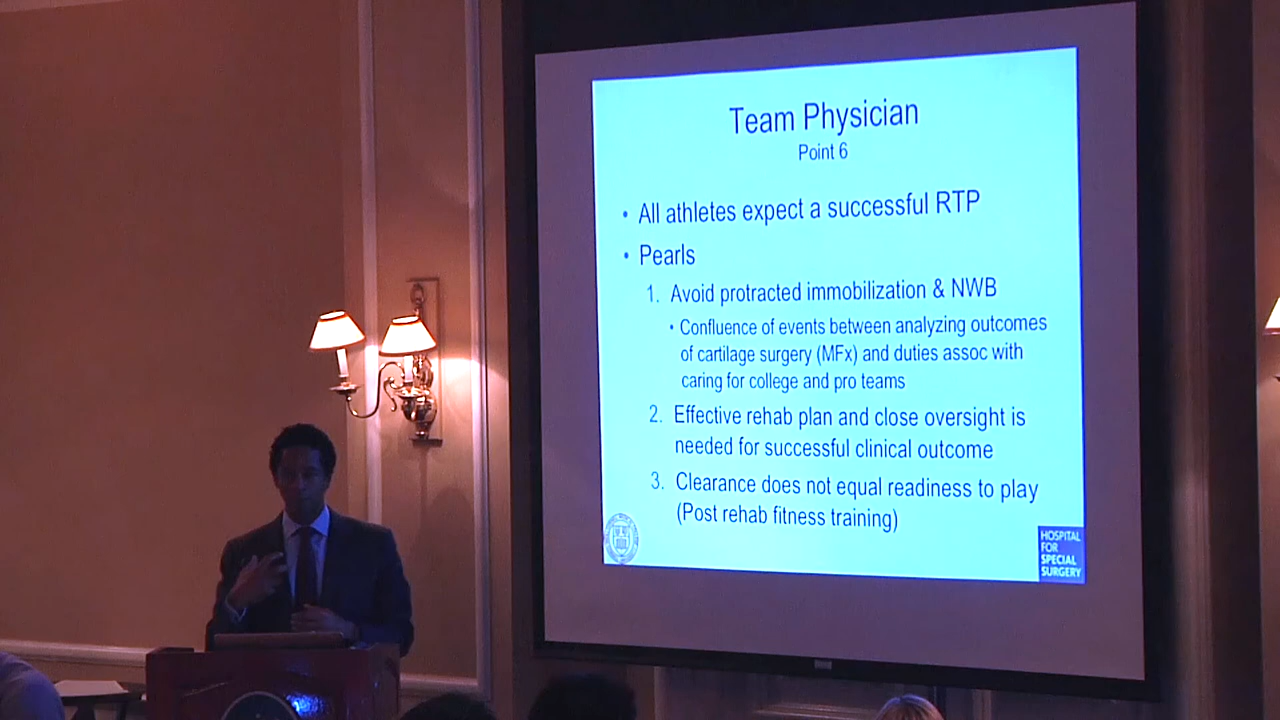 Team Physician
Point 6
• All athletes expect a successful RTP
• Pearls
1. Avoid protracted immobilization & NWB
• Confluence of events between analyzing outcomes
of cartilage surgery (MFx) and duties assoc with
caring for college and pro teams
2. Effective rehab plan and close oversight is
needed for successful clinical outcome
3. Clearance does not equal readiness to play
(Post rehab fitness training)
HOSPITAL
FOR
SPECIAL
SURGERY